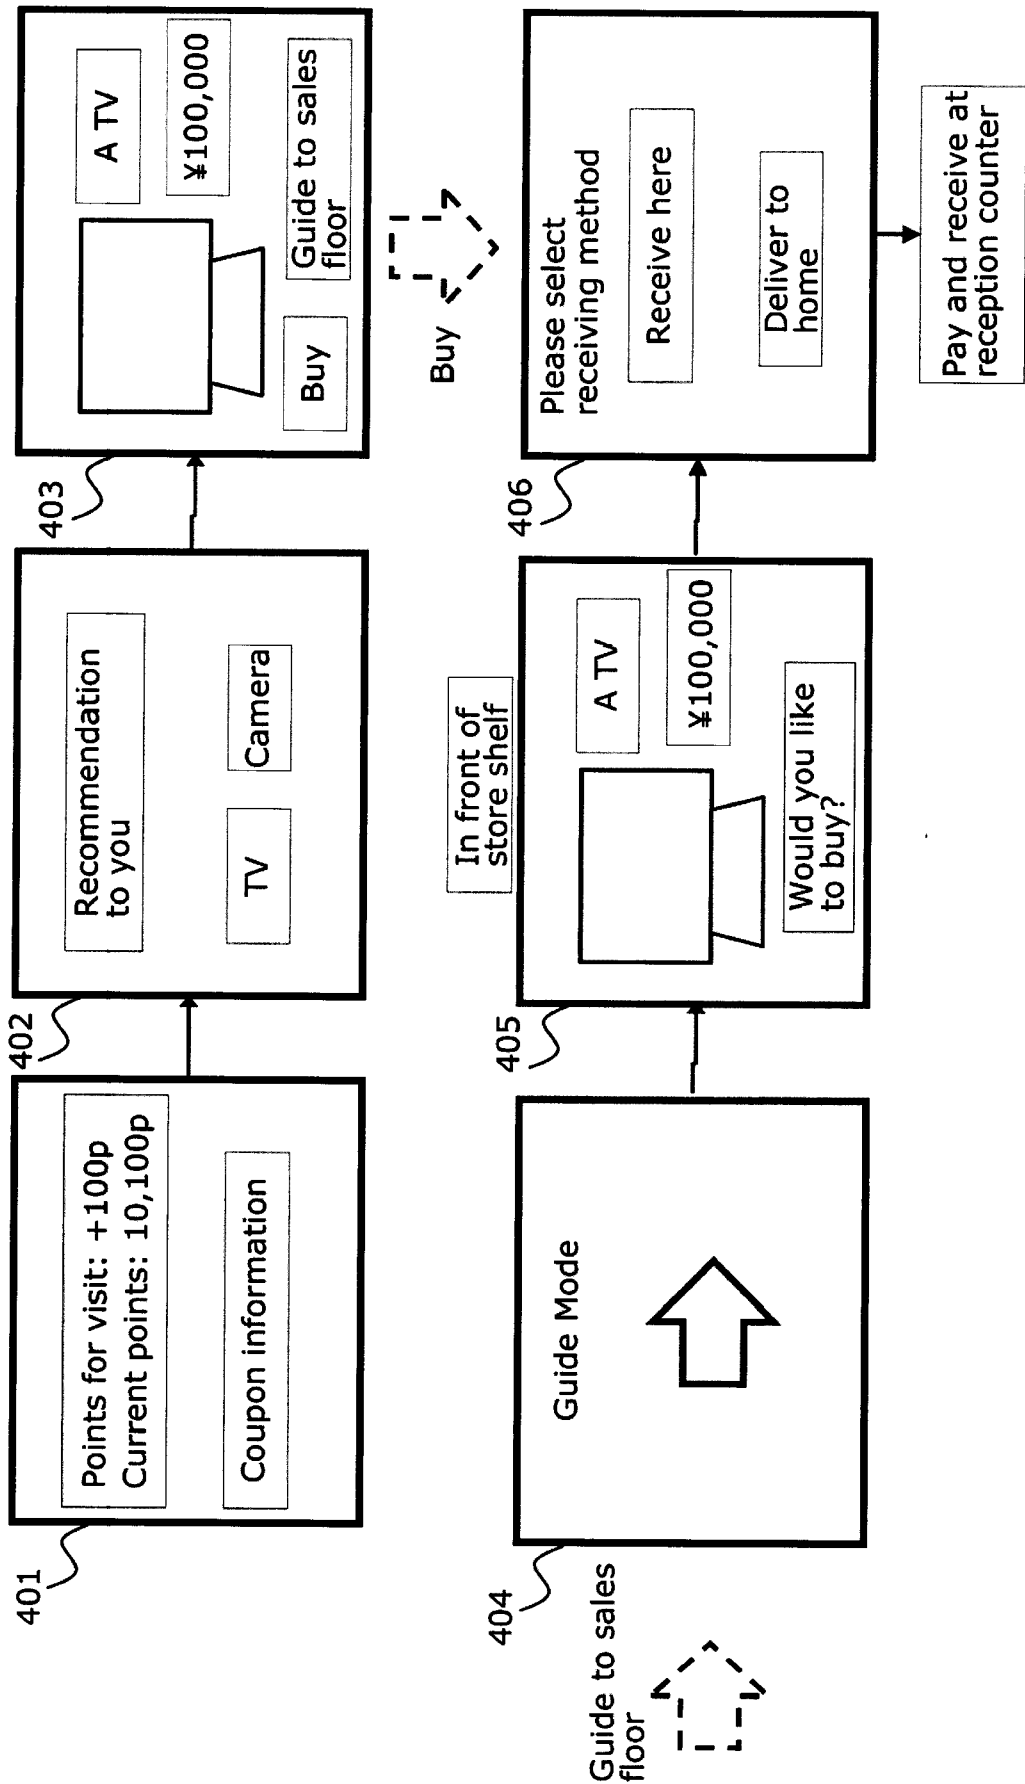 401
Points for visit: +100p
Current points: 10,100p
Coupon information
402
Recommendation
to you
TV
Camera
403
A TV
¥100,000
Buy
Guide to sales
floor
Buy
Guide to sales
floor
404
Guide Mode
405
In front of
store shelf
A TV
¥100,000
Would you like
to buy?
406
Please select
receiving method
Receive here
Deliver to
home
Pay and receive at
reception counter